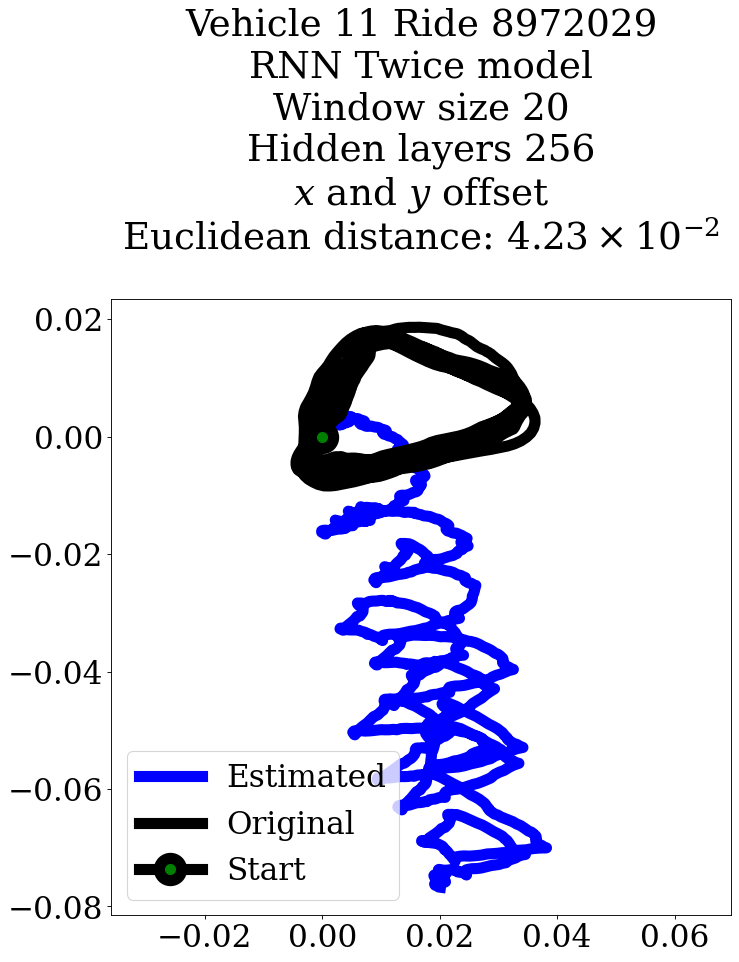 Vehicle 11 Ride 8972029
RNN Twice model
Window size 20
Hidden layers 256
x and y offset
Euclidean distance: 4.23 × 10⁻²
0.02
0.00
−0.02
−0.04
−0.06
−0.08
Estimated
Original
Start
−0.02 0.00 0.02 0.04 0.06